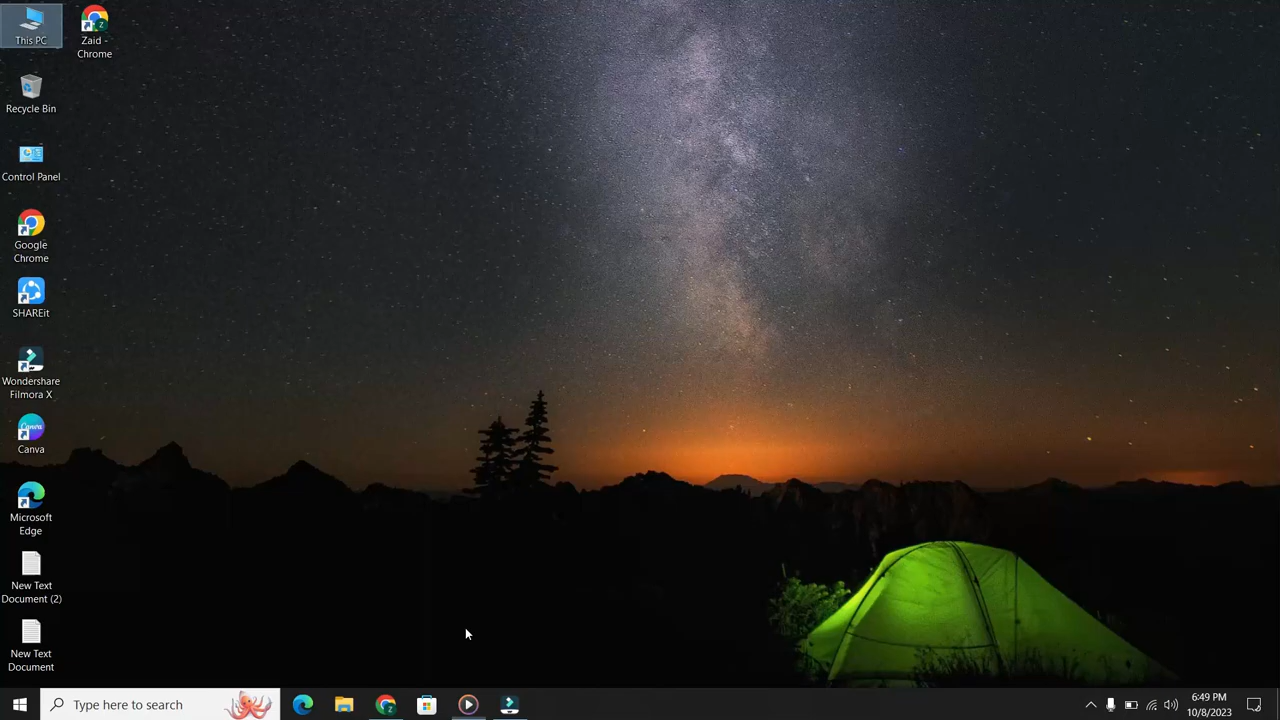 This PC
Zaid -
Chrome
Recycle Bin
Control Panel
Google
Chrome
SHAREit
Wondershare
Filmora X
Canva
Canva
Microsoft
Edge
New Text
Document (2)
New Text
Document
Type here to search
6:49 PM
10/8/2023